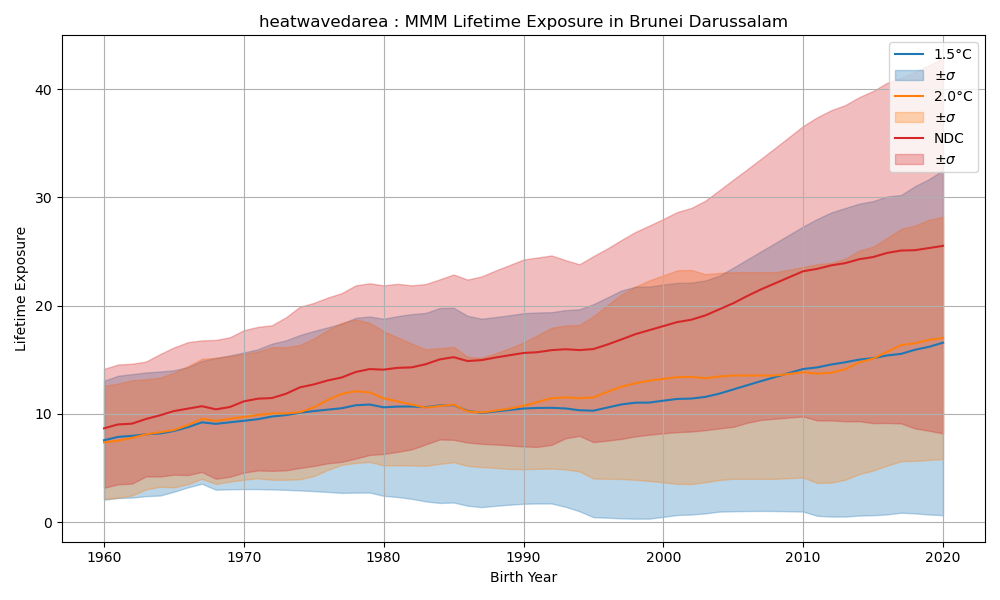 heatwavedarea : MMM Lifetime Exposure in Brunei Darussalam
1.5°C
±σ
2.0°C
±σ
NDC
±σ
Lifetime Exposure
40
30
20
10
0
1960 1970 1980 1990 2000 2010 2020
Birth Year